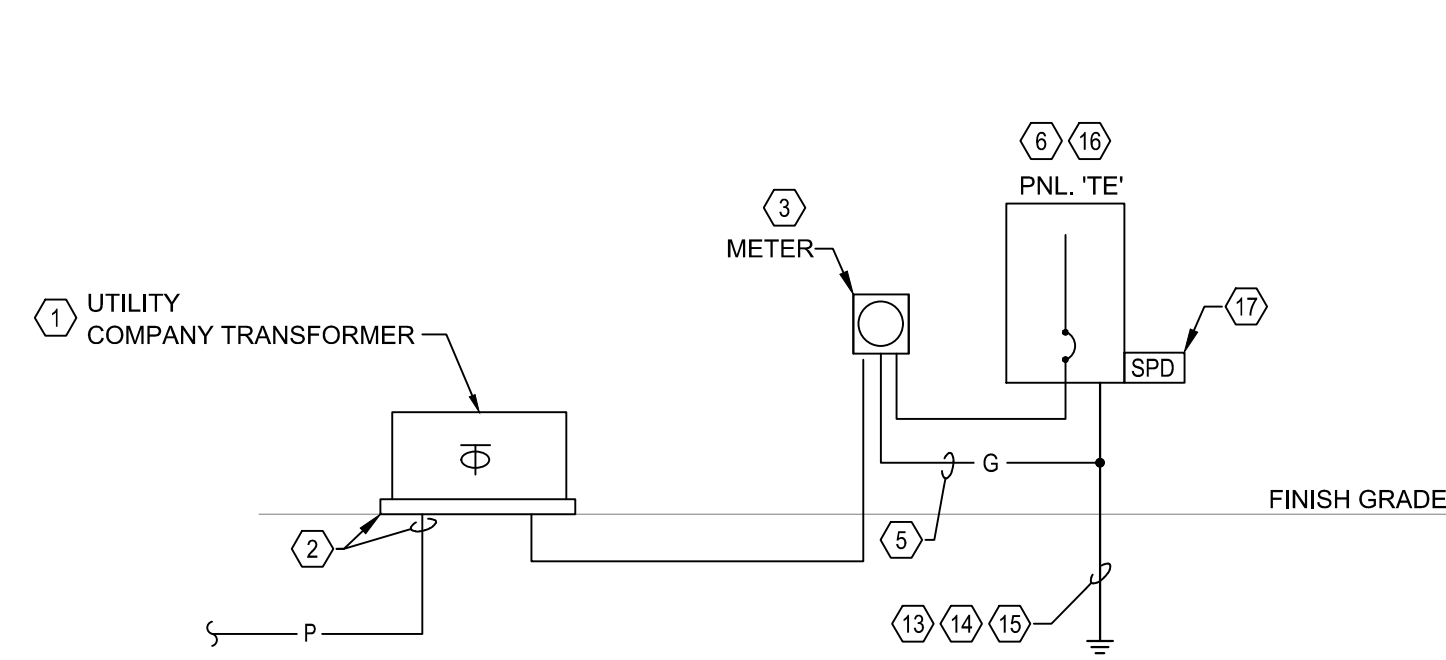 6 16
PNL. 'TE'
3
METER
1 UTILITY
COMPANY TRANSFORMER
17
SPD
G
FINISH GRADE
2
5
13 14 15
P